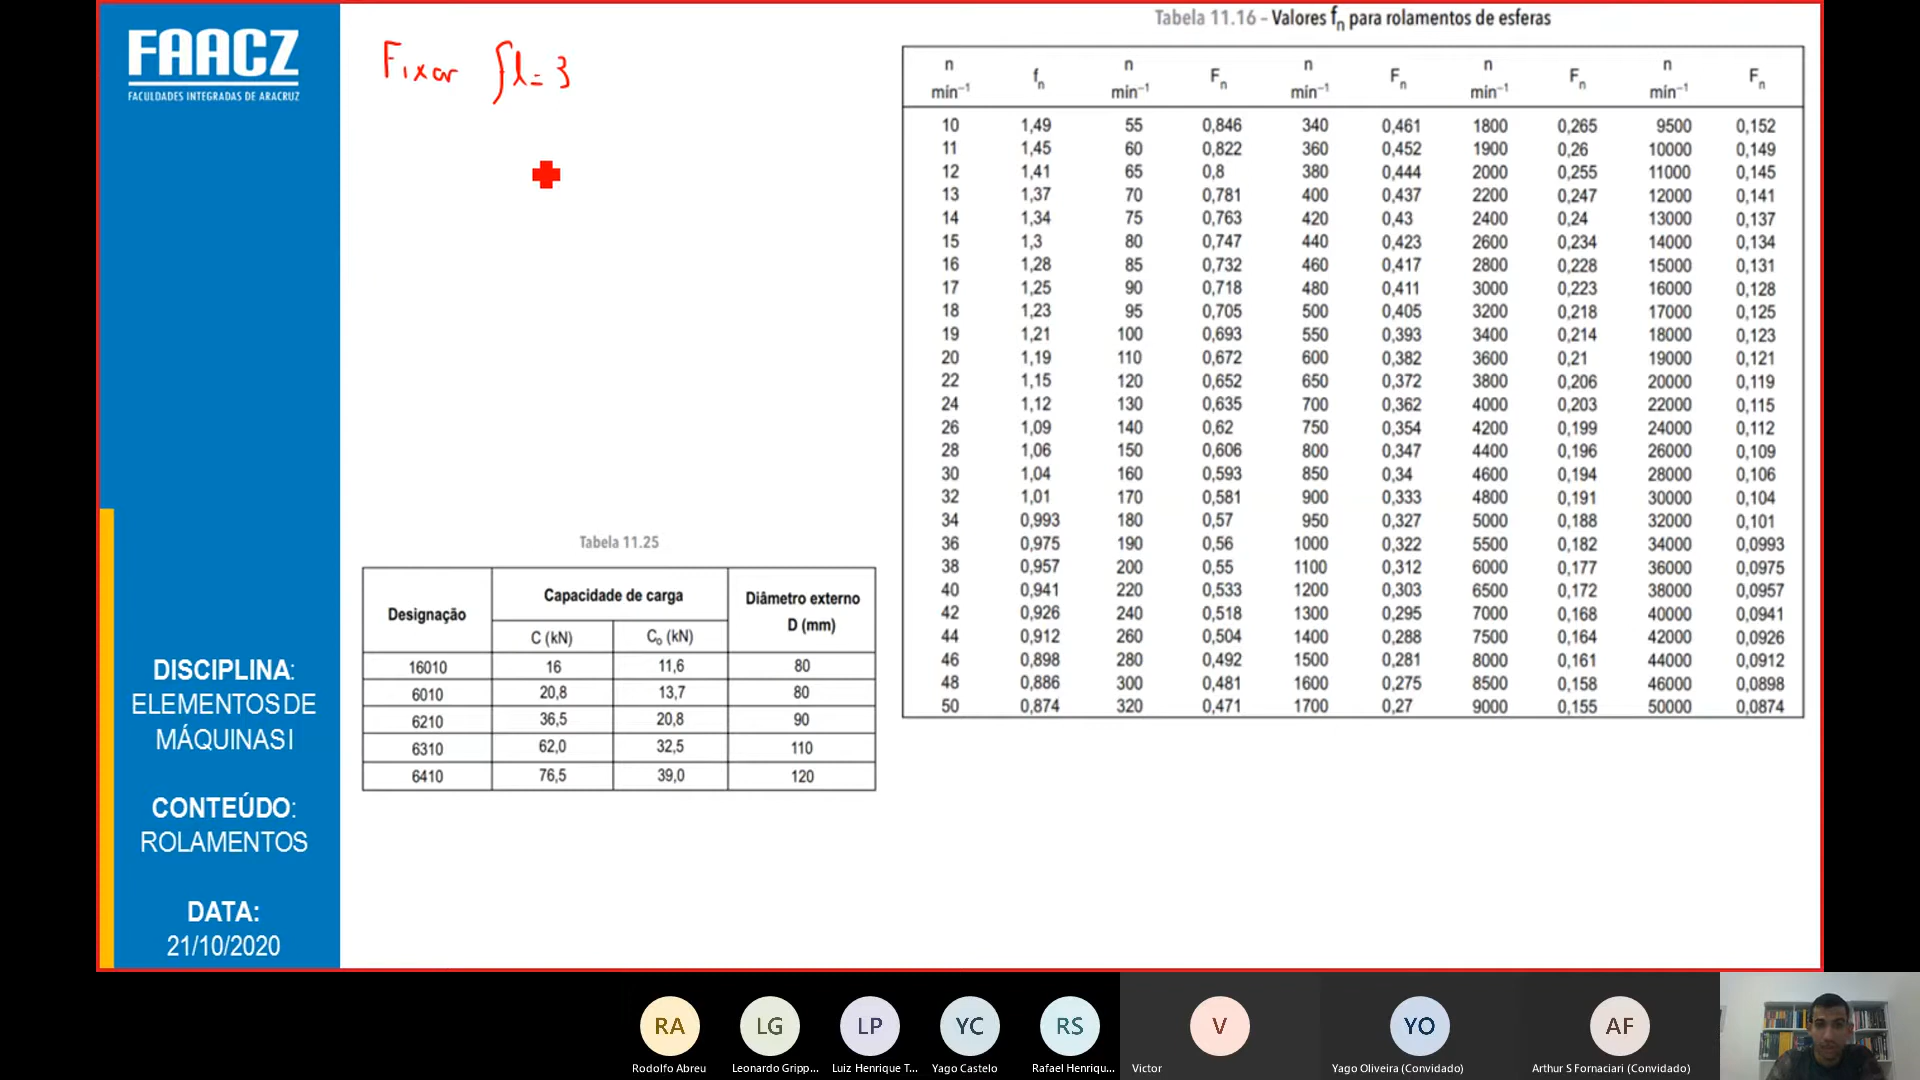 FAACZ
FACULDADES INTEGRADAS DE ARACRUZ
Fixar fl = 3
Tabela 11.16 – Valores fn para rolamentos de esferas
n min⁻¹ fn n min⁻¹ Fn n min⁻¹ Fn n min⁻¹ Fn n min⁻¹ Fn
10 1,49 55 0,846 340 0,461 1800 0,265 9500 0,152
11 1,45 60 0,822 360 0,452 1900 0,26 10000 0,149
12 1,41 65 0,8 380 0,444 2000 0,255 11000 0,145
13 1,37 70 0,781 400 0,437 2200 0,247 12000 0,141
14 1,34 75 0,763 420 0,43 2400 0,24 13000 0,137
15 1,3 80 0,747 440 0,423 2600 0,234 14000 0,134
16 1,28 85 0,732 460 0,417 2800 0,228 15000 0,131
17 1,25 90 0,718 480 0,411 3000 0,223 16000 0,128
18 1,23 95 0,705 500 0,405 3200 0,218 17000 0,125
19 1,21 100 0,693 550 0,393 3400 0,214 18000 0,123
20 1,19 110 0,672 600 0,382 3600 0,21 19000 0,121
22 1,15 120 0,652 650 0,372 3800 0,206 20000 0,119
24 1,12 130 0,635 700 0,362 4000 0,203 22000 0,115
26 1,09 140 0,62 750 0,354 4200 0,199 24000 0,112
28 1,06 150 0,606 800 0,347 4400 0,196 26000 0,109
30 1,04 160 0,593 850 0,34 4600 0,194 28000 0,106
32 1,01 170 0,581 900 0,333 4800 0,191 30000 0,104
34 0,993 180 0,57 950 0,327 5000 0,188 32000 0,101
36 0,975 190 0,56 1000 0,322 5500 0,182 34000 0,0993
38 0,957 200 0,55 1100 0,312 6000 0,177 36000 0,0975
40 0,941 220 0,533 1200 0,303 6500 0,172 38000 0,0957
42 0,926 240 0,518 1300 0,295 7000 0,168 40000 0,0941
44 0,912 260 0,504 1400 0,288 7500 0,164 42000 0,0926
46 0,898 280 0,492 1500 0,281 8000 0,161 44000 0,0912
48 0,886 300 0,481 1600 0,275 8500 0,158 46000 0,0898
50 0,874 320 0,471 1700 0,27 9000 0,155 50000 0,0874
Tabela 11.25
Designação Capacidade de carga Diâmetro externo D (mm)
C (kN) C₀ (kN)
16010 16 11,6 80
6010 20,8 13,7 80
6210 36,5 20,8 90
6310 62,0 32,5 110
6410 76,5 39,0 120
DISCIPLINA:
ELEMENTOS DE
MÁQUINAS I
CONTEÚDO:
ROLAMENTOS
DATA:
21/10/2020
RA LG LP YC RS V YO AF
Rodolfo Abreu Leonardo Gripp... Luiz Henrique T... Yago Castelo Rafael Henriqu... Victor Yago Oliveira (Convidado) Arthur S Fornaciari (Convidado)